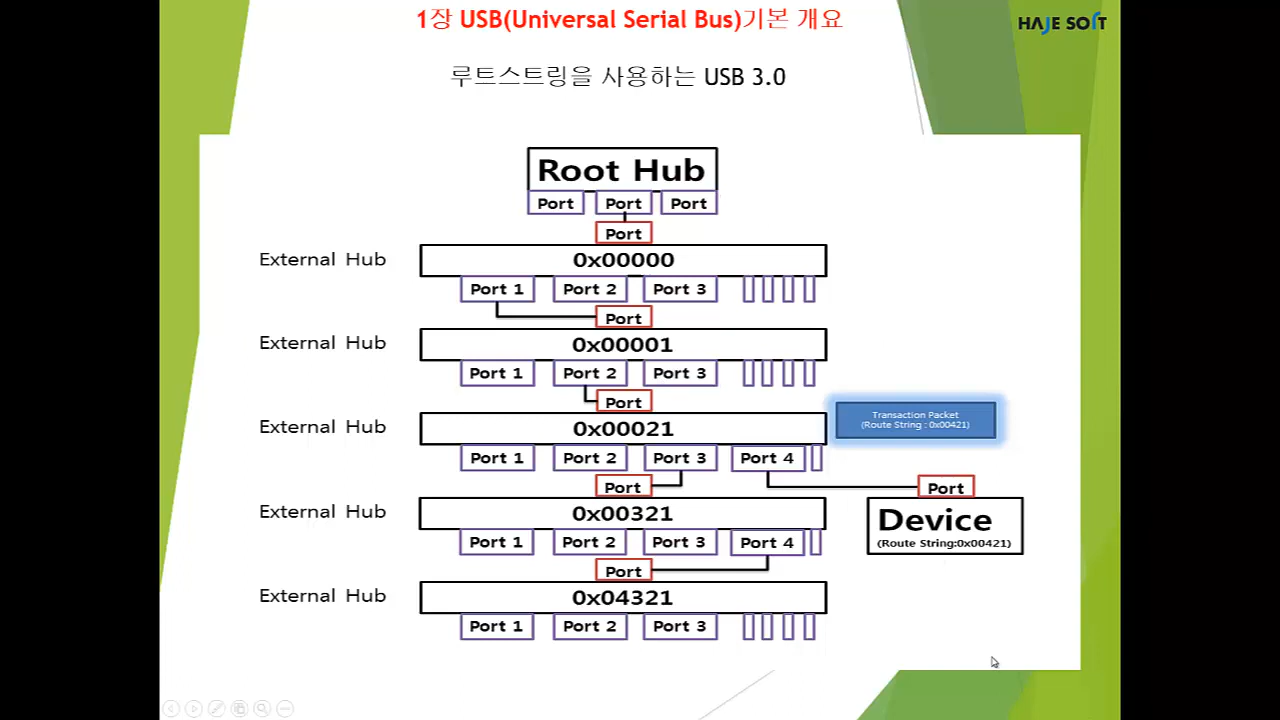 1장 USB(Universal Serial Bus)기본 개요
HAJE SOFT
루트스트링을 사용하는 USB 3.0
Root Hub
Port Port Port
Port
External Hub 0x00000
Port 1 Port 2 Port 3
Port
External Hub 0x00001
Port 1 Port 2 Port 3
Port
Transaction Packet
(Route String : 0x00421)
External Hub 0x00021
Port 1 Port 2 Port 3 Port 4
Port
Port
External Hub 0x00321
Device
(Route String:0x00421)
Port 1 Port 2 Port 3 Port 4
Port
External Hub 0x04321
Port 1 Port 2 Port 3